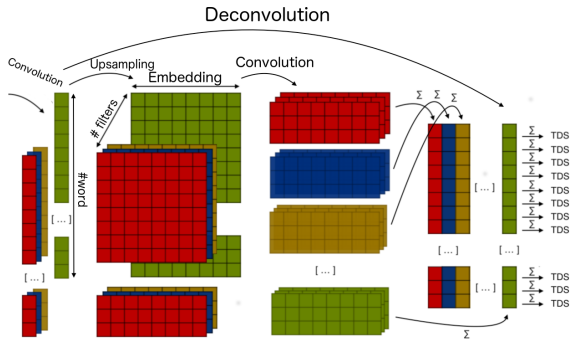 Deconvolution
Convolution
Upsampling
Convolution
Embedding
# filters
#word
Σ Σ Σ
[ ... ]
[ ... ]
[ ... ]
[ ... ]
[ ... ]
[ ... ]
[ ... ]
[ ... ]
Σ TDS
Σ TDS
Σ TDS
Σ TDS
Σ TDS
Σ TDS
Σ TDS
Σ TDS
Σ TDS
Σ TDS
Σ TDS
Σ